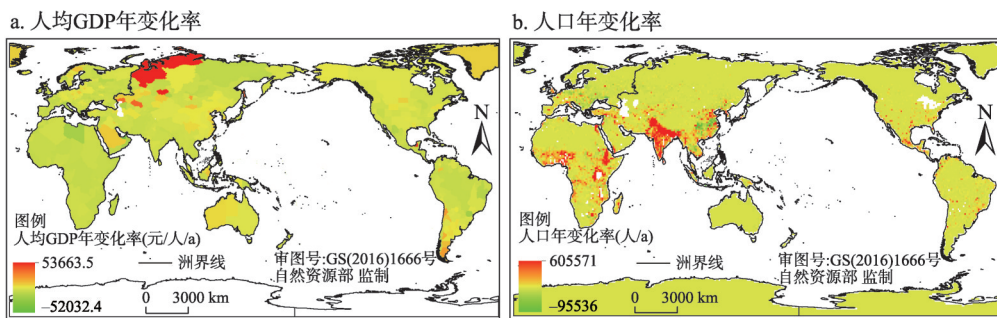 a. 人均GDP年变化率
N
图例
人均GDP年变化率(元/人/a)
53663.5
−52032.4
洲界线
0 3000 km
审图号:GS(2016)1666号
自然资源部 监制
b. 人口年变化率
N
图例
人口年变化率(人/a)
605571
−95536
洲界线
0 3000 km
审图号:GS(2016)1666号
自然资源部 监制